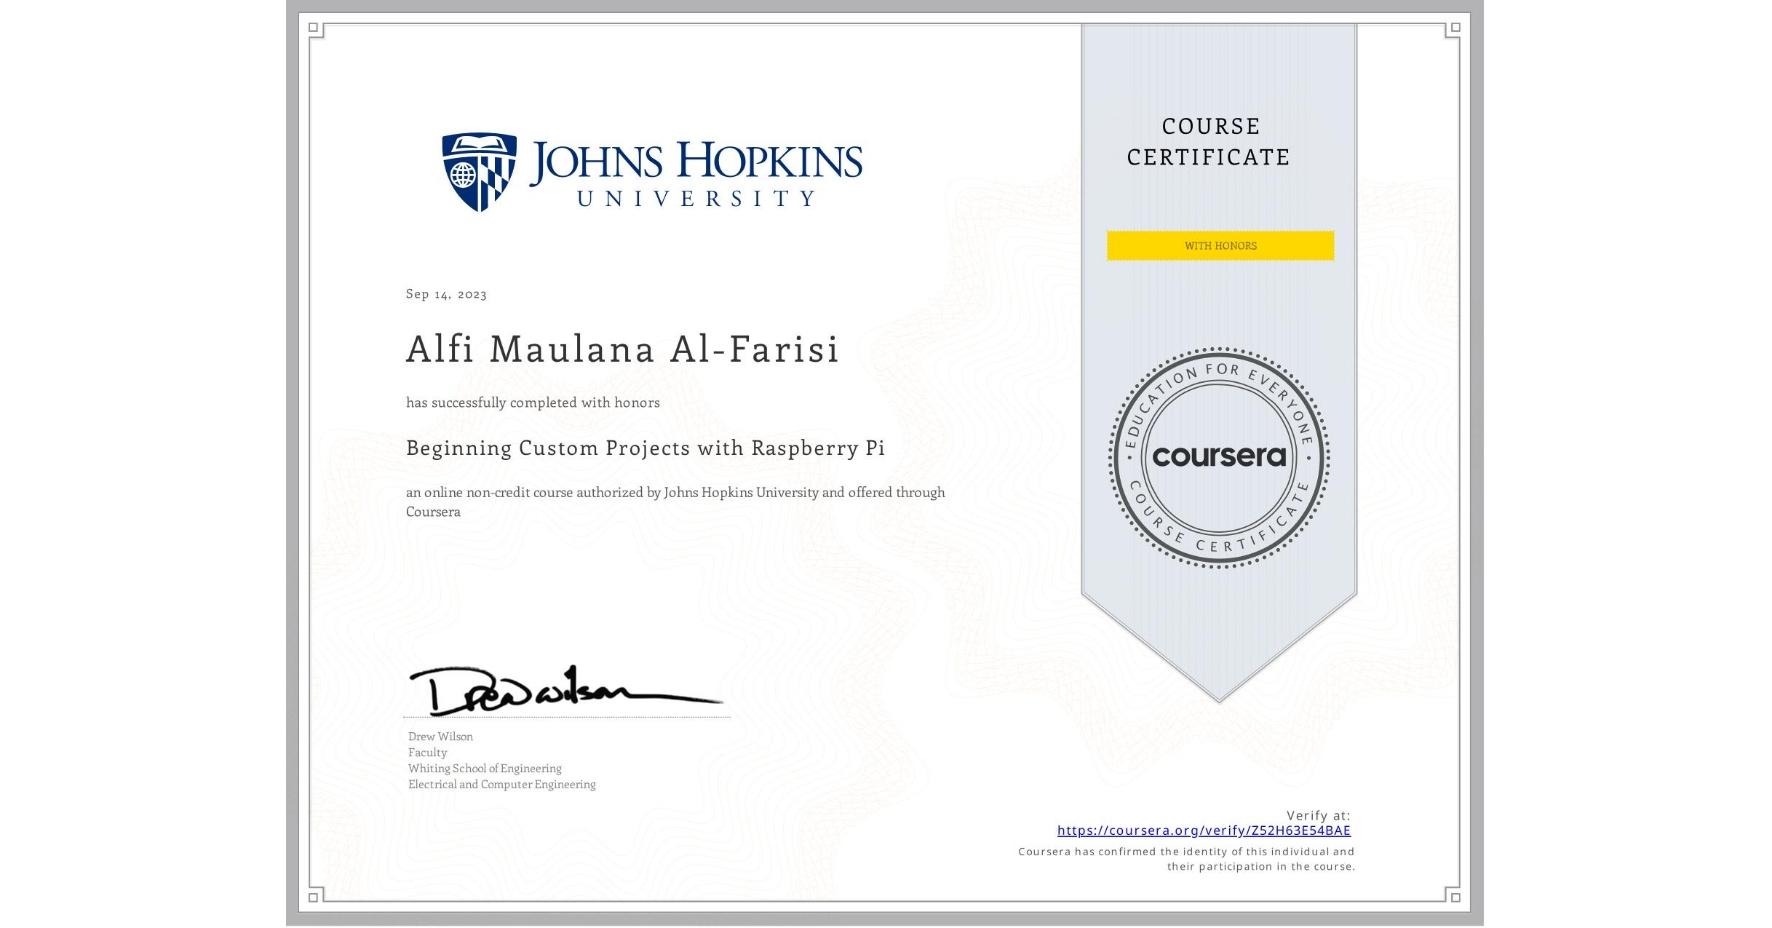 JOHNS HOPKINS
UNIVERSITY
COURSE
CERTIFICATE
WITH HONORS
Sep 14, 2023
Alfi Maulana Al-Farisi
has successfully completed with honors
Beginning Custom Projects with Raspberry Pi
an online non-credit course authorized by Johns Hopkins University and offered through
Coursera
EDUCATION FOR EVERYONE
coursera
COURSE CERTIFICATE
Drew Wilson
Drew Wilson
Faculty
Whiting School of Engineering
Electrical and Computer Engineering
Verify at:
https://coursera.org/verify/Z52H63E54BAE
Coursera has confirmed the identity of this individual and
their participation in the course.